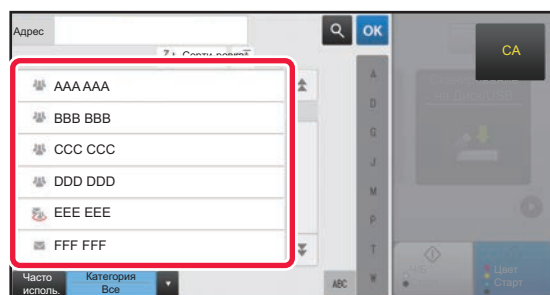 Адрес
OK
CA
AAA AAA
BBB BBB
CCC CCC
DDD DDD
EEE EEE
FFF FFF
A
D
G
J
M
P
T
W
ABC
Часто
исполь.
Категория
Все
Ч/Б
Старт
Цвет
Старт